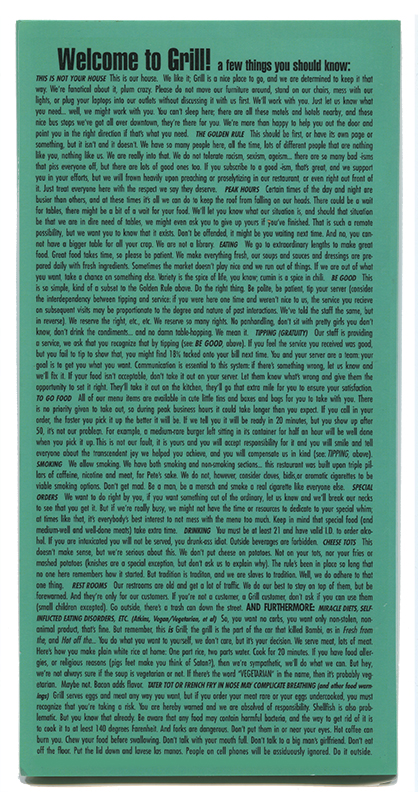 Welcome to Grill! a few things you should know:
THIS IS NOT YOUR HOUSE This is our house. We like it; Grill is a nice place to go, and we are determined to keep it that
way. We're fanatical about it, plum crazy. Please do not move our furniture around, stand on our chairs, mess with our
lights, or plug your laptops into our outlets without discussing it with us first. We'll work with you. Just let us know what
you need... well, we might work with you. You can't sleep here; there are all these motels and hotels nearby, and these
nice bus stops we've got all over downtown, they're there for you. We're more than happy to help you out the door and
point you in the right direction if that's what you need. THE GOLDEN RULE This should be first, or have its own page or
something, but it isn't and it doesn't. We have so many people here, all the time, lots of different people that are nothing
like you, nothing like us. We are really into that. We do not tolerate racism, sexism, ageism... there are so many bad -isms
that piss everyone off, but there are lots of good ones too. If you subscribe to a good -ism, that's great, and we support
you in your efforts, but we will frown heavily upon preaching or proselytizing in our restaurant, or even right out front of
it. Just treat everyone here with the respect we say they deserve. PEAK HOURS Certain times of the day and night are
busier than others, and at these times it's all we can do to keep the roof from falling on our heads. There could be a wait
for tables, there might be a bit of a wait for your food. We'll let you know what our situation is, and should that situation
be that we are in dire need of tables, we might even ask you to give up yours if you've finished. That is such a remote
possibility, but we want you to know that it exists. Don't be offended, it might be you waiting next time. And no, you can-
not have a bigger table for all your crap. We are not a library. EATING We go to extraordinary lengths to make great
food. Great food takes time, so please be patient. We make everything fresh, our soups and sauces and dressings are pre-
pared daily with fresh ingredients. Sometimes the market doesn't play nice and we run out of things. If we are out of what
you want, take a chance on something else. Variety is the spice of life, you know; cumin is a spice in chili. BE GOOD This
is so simple, kind of a subset to the Golden Rule above. Do the right thing. Be polite, be patient, tip your server (consider
the interdependency between tipping and service: if you were here one time and weren't nice to us, the service you recieve
on subsequent visits may be proportionate to the degree and nature of past interactions. We've told the staff the same, but
in reverse). We reserve the right, etc., etc. We reserve so many rights. No panhandling, don't sit with pretty girls you don't
know, don't drink the condiments... and no damn table-hopping. We mean it. TIPPING (GRATUITY) Our staff is providing
a service, we ask that you recognize that by tipping (see: BE GOOD, above). If you feel the service you received was good,
but you fail to tip to show that, you might find 18% tacked onto your bill next time. You and your server are a team: your
goal is to get you what you want. Communication is essential to this system: if there's something wrong, let us know and
we'll fix it. If your food isn't acceptable, don't take it out on your server. Let them know what's wrong and give them the
opportunity to set it right. They'll take it out on the kitchen, they'll go that extra mile for you to ensure your satisfaction.
TO GO FOOD All of our menu items are available in cute little tins and boxes and bags for you to take with you. There
is no priority given to take out, so during peak business hours it could take longer than you expect. If you call in your
order, the faster you pick it up the better it will be. If we tell you it will be ready in 20 minutes, but you show up after
50, it's not our problem. For example, a medium-rare burger left sitting in its container for half an hour will be well done
when you pick it up. This is not our fault, it is yours and you will accept responsibility for it and you will smile and tell
everyone about the transcendent joy we helped you achieve, and you will compensate us in kind (see: TIPPING, above).
SMOKING We allow smoking. We have both smoking and non-smoking sections... this restaurant was built upon triple pil-
lars of caffeine, nicotine and meat, for Pete's sake. We do not, however, consider cloves, bidis,or aromatic cigarettes to be
viable smoking options. Don't get mad. Be a man, be a mensch and smoke a real cigarette like everyone else. SPECIAL
ORDERS We want to do right by you, if you want something out of the ordinary, let us know and we'll break our necks
to see that you get it. But if we're really busy, we might not have the time or resources to dedicate to your special whim;
at times like that, it's everybody's best interest to not mess with the menu too much. Keep in mind that special food (and
medium-well and well-done meats) take extra time. DRINKING You must be at least 21 and have valid I.D. to order alco-
hol. If you are intoxicated you will not be served, you drunk-ass idiot. Outside beverages are forbidden. CHEESE TOTS This
doesn't make sense, but we're serious about this. We don't put cheese on potatoes. Not on your tots, nor your fries or
mashed potatoes (knishes are a special exception, but don't ask us to explain why). The rule's been in place so long that
no one here remembers how it started. But tradition is tradition, and we are slaves to tradition. Well, we do adhere to that
one thing. REST ROOMS Our restrooms are old and get a lot of traffic. We do our best to stay on top of them, but be
forewarned. And they're only for our customers. If you're not a customer, a Grill customer, don't ask if you can use them
(small children excepted). Go outside, there's a trash can down the street. AND FURTHERMORE: MIRACLE DIETS, SELF-
INFLICTED EATING DISORDERS, ETC. (Atkins, Vegan/Vegetarian, et al) So, you want no carbs, you want only non-stolen, non-
animal product, that's fine. But remember, this is Grill; the grill is the part of the car that killed Bambi, as in Fresh from
the, and Hot off the... You do what you want to yourself, we don't care, but it's your decision. We serve meat, lots of meat.
Here's how you make plain white rice at home: One part rice, two parts water. Cook for 20 minutes. If you have food aller-
gies, or religious reasons (pigs feet make you think of Satan?), then we're sympathetic, we'll do what we can. But hey,
we're not always sure if the soup is vegetarian or not. If there's the word "VEGETARIAN" in the name, then it's probably veg-
etarian. Maybe not. Bacon adds flavor. TATER TOT OR FRENCH FRY IN NOSE MAY COMPLICATE BREATHING (and other food warn-
ings) Grill serves eggs and meat any way you want, but if you order your meat rare or your eggs undercooked, you must
recognize that you're taking a risk. You are hereby warned and we are absolved of responsibility. Shellfish is also prob-
lematic. But you know that already. Be aware that any food may contain harmful bacteria, and the way to get rid of it is
to cook it to at least 140 degrees Farenheit. And forks are dangerous. Don't put them in or near your eyes. Hot coffee can
burn you. Chew your food before swallowing. Don't talk with your mouth full. Don't talk to a big man's girlfriend. Don't eat
off the floor. Put the lid down and lavese las manos. People on cell phones will be assiduously ignored. Do it outside.